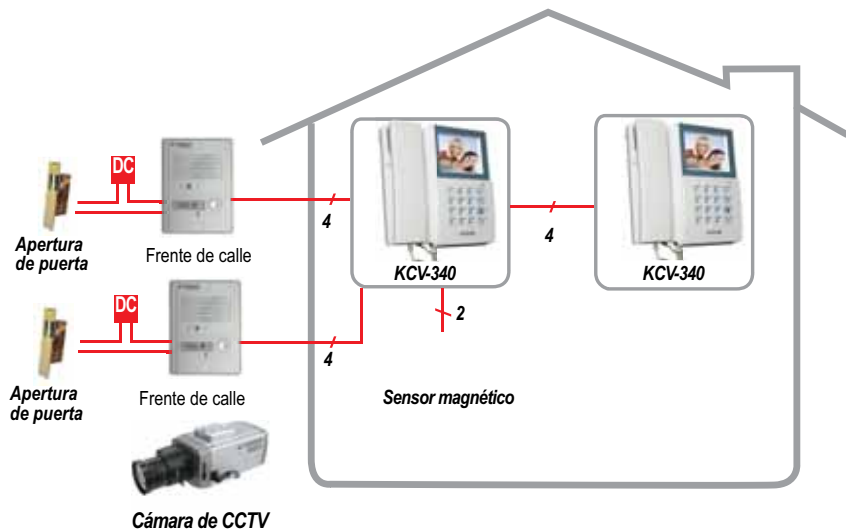 DC
4
4
Apertura
de puerta
Frente de calle
KCV-340
KCV-340
DC
2
4
Apertura
de puerta
Frente de calle
Sensor magnético
Cámara de CCTV